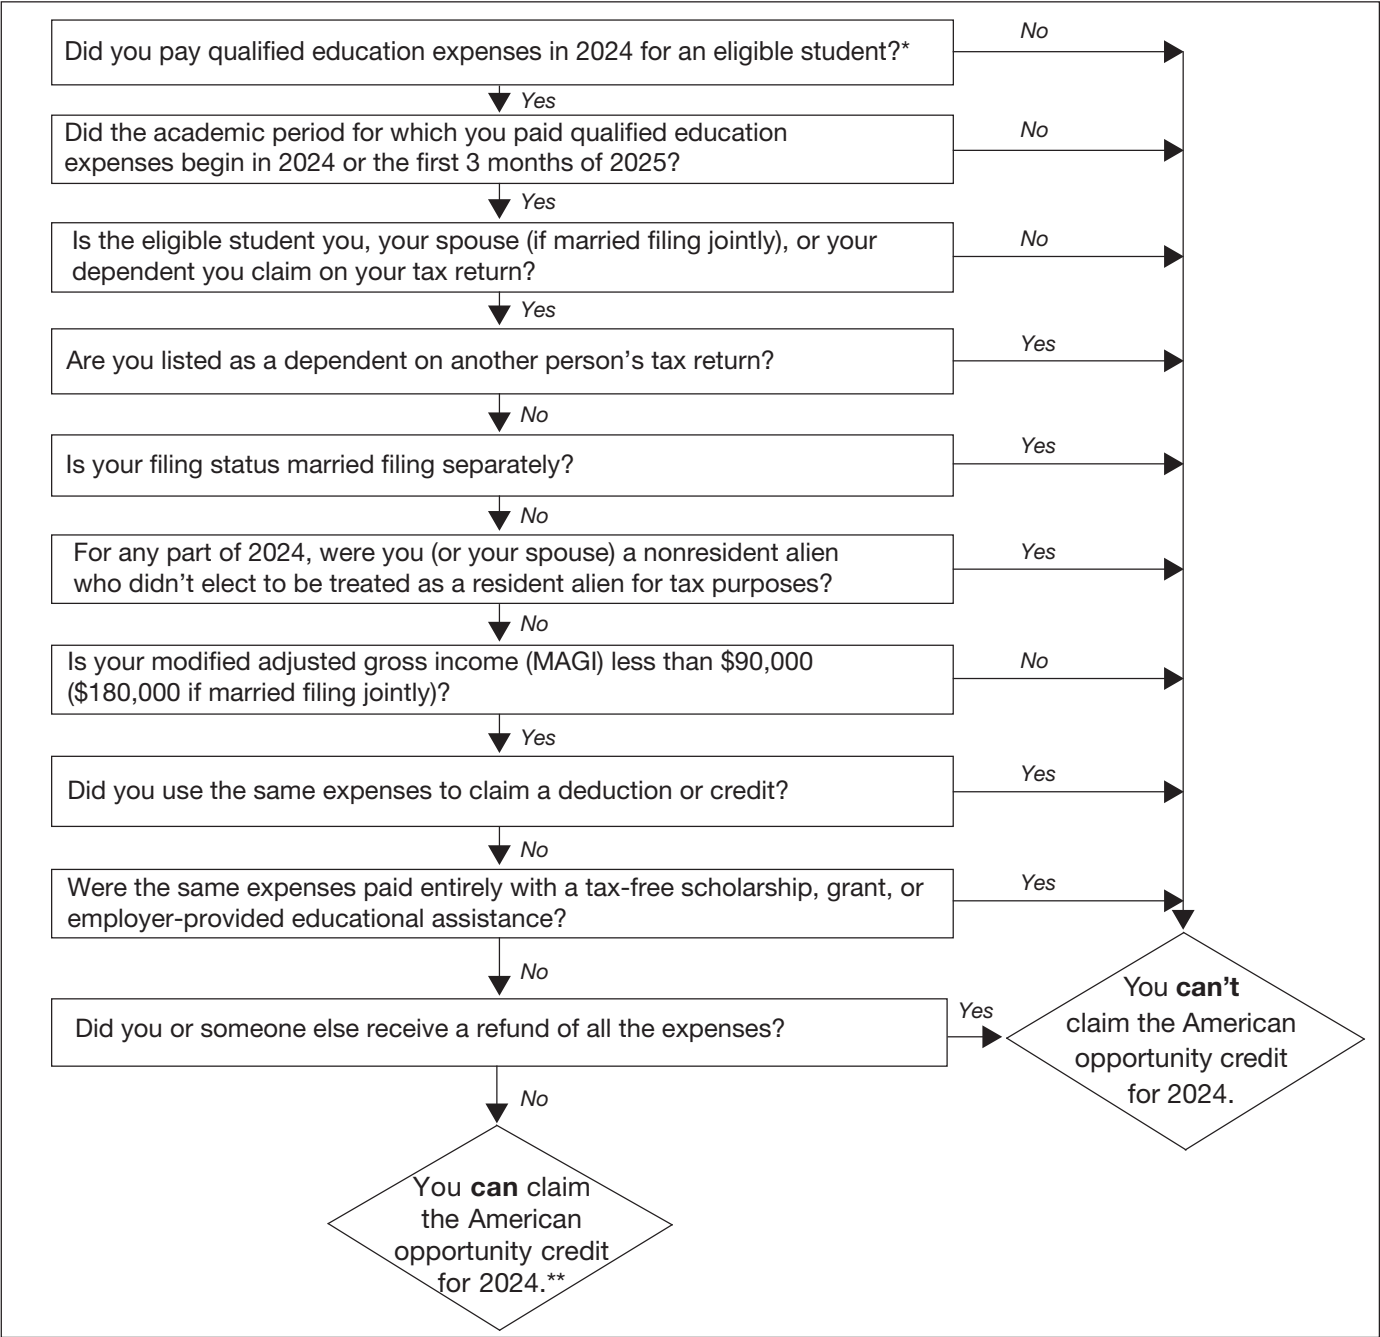 Did you pay qualified education expenses in 2024 for an eligible student?*
No
Yes
Did the academic period for which you paid qualified education
expenses begin in 2024 or the first 3 months of 2025?
No
Yes
Is the eligible student you, your spouse (if married filing jointly), or your
dependent you claim on your tax return?
No
Yes
Are you listed as a dependent on another person’s tax return?
Yes
No
Is your filing status married filing separately?
Yes
No
For any part of 2024, were you (or your spouse) a nonresident alien
who didn’t elect to be treated as a resident alien for tax purposes?
Yes
No
Is your modified adjusted gross income (MAGI) less than $90,000
($180,000 if married filing jointly)?
No
Yes
Did you use the same expenses to claim a deduction or credit?
Yes
No
Were the same expenses paid entirely with a tax-free scholarship, grant, or
employer-provided educational assistance?
Yes
No
Did you or someone else receive a refund of all the expenses?
Yes
You can’t
claim the American
opportunity credit
for 2024.
No
You can claim
the American
opportunity credit
for 2024.**